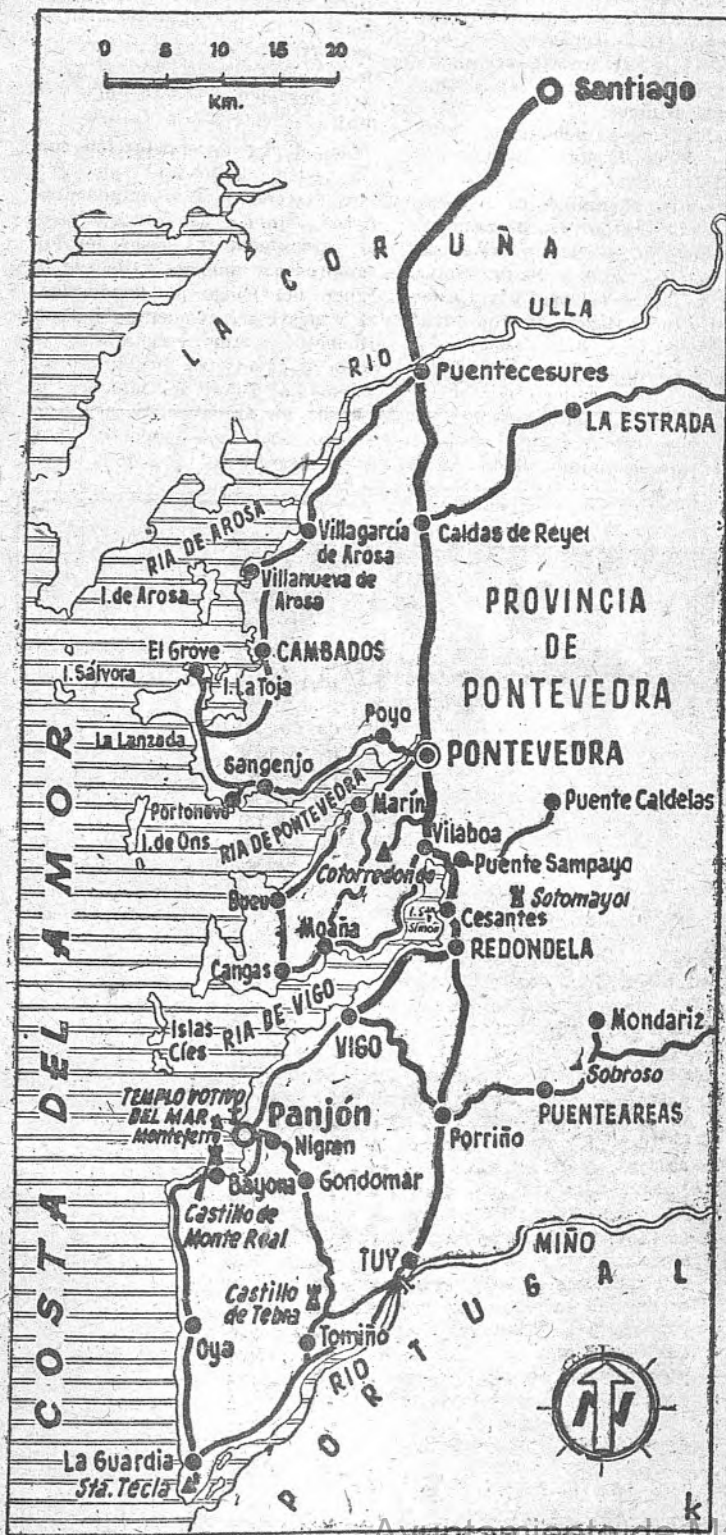 0 5 10 15 20
Km.
Santiago
LA CORUÑA
RIO ULLA
Puentecesures
LA ESTRADA
RIA DE AROSA
Villagarcía
de Arosa
Caldas de Reyes
Villanueva de
Arosa
I. de Arosa
PROVINCIA
DE
PONTEVEDRA
El Grove
CAMBADOS
I. Sálvora
I. La Toja
La Lanzada
Poyo
PONTEVEDRA
Sangenjo
Portonovo
RIA DE PONTEVEDRA
Marín
Puente Caldelas
I. de Ons
Vilaboa
Cotorredondo
Puente Sampayo
Sotomayor
Bueu
I. San
Simón
Cesantes
Moaña
REDONDELA
Cangas
RIA DE VIGO
Islas
Cíes
VIGO
Mondariz
Sobroso
TEMPLO VOTIVO
DEL MAR
Monteferro
Panjón
PUENTEAREAS
Nigran
Porriño
Bayona
Gondomar
Castillo de
Monte Real
TUY
MIÑO
Castillo
de Tebra
Oya
Tomiño
RIO
PORTUGAL
La Guardia
Sta. Tecla
COSTA DEL AMOR
N
k
Ayuntamiento de